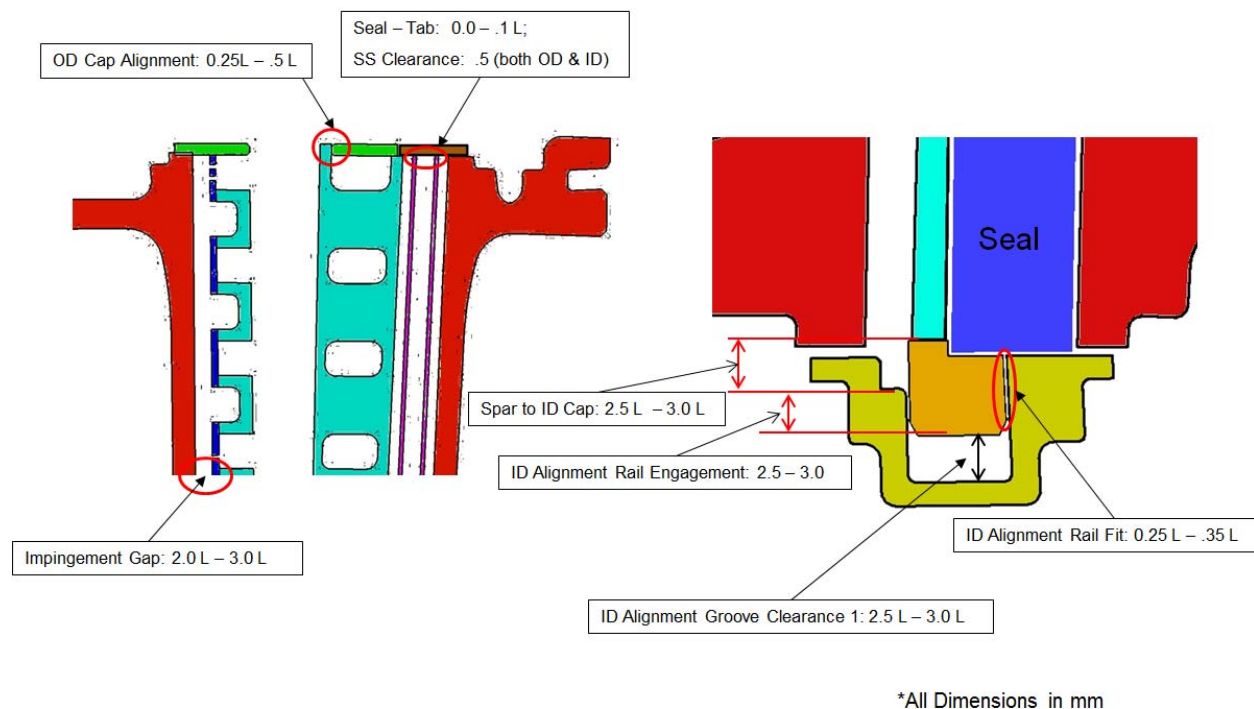 Seal – Tab: 0.0 – .1 L;
SS Clearance: .5 (both OD & ID)
OD Cap Alignment: 0.25L – .5 L
Seal
Spar to ID Cap: 2.5 L – 3.0 L
ID Alignment Rail Engagement: 2.5 – 3.0
ID Alignment Rail Fit: 0.25 L – .35 L
Impingement Gap: 2.0 L – 3.0 L
ID Alignment Groove Clearance 1: 2.5 L – 3.0 L
*All Dimensions in mm